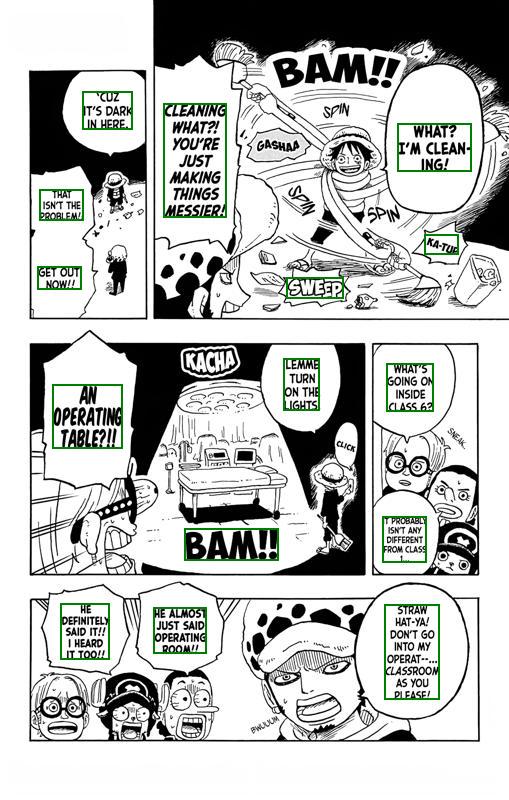 BAM!!
SPIN
WHAT?
I'M CLEAN-
ING!
GASHAA
SPIN
SPIN
CLEANING
WHAT?!
YOU'RE
JUST
MAKING
THINGS
MESSIER!
SWEEP
'CUZ
IT'S DARK
IN HERE.
THAT
ISN'T THE
PROBLEM!
GET OUT
NOW!!
WHAT'S
GOING ON
INSIDE
CLASS 6?
SNEAK
IT PROBABLY
ISN'T ANY
DIFFERENT
FROM CLASS
1...
LEMME
TURN
ON THE
LIGHTS
CLICK
KACHA
BAM!!
AN
OPERATING
TABLE?!!
STRAW
HAT-YA!
DON'T GO
INTO MY
OPERAT--...
CLASSROOM
AS YOU
PLEASE!
BWUUUM
HE ALMOST
JUST SAID
OPERATING
ROOM!!
HE
DEFINITELY
SAID IT!!
I HEARD
IT TOO!!